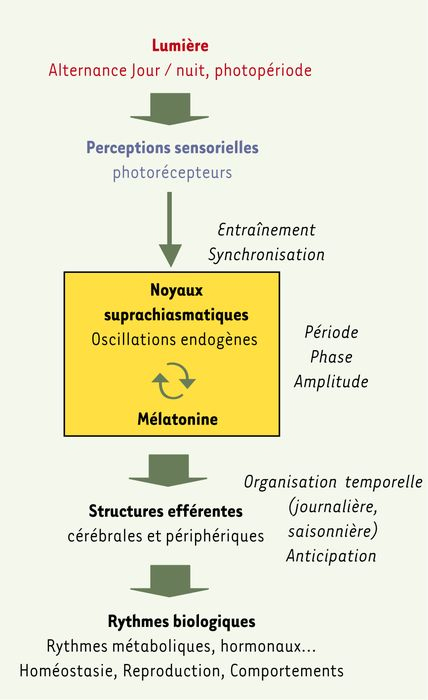 Lumière
Alternance Jour / nuit, photopériode
Perceptions sensorielles
photorécepteurs
Entraînement
Synchronisation
Noyaux
suprachiasmatiques
Oscillations endogènes
Mélatonine
Période
Phase
Amplitude
Organisation temporelle
(journalière,
saisonnière)
Anticipation
Structures efférentes
cérébrales et périphériques
Rythmes biologiques
Rythmes métaboliques, hormonaux...
Homéostasie, Reproduction, Comportements